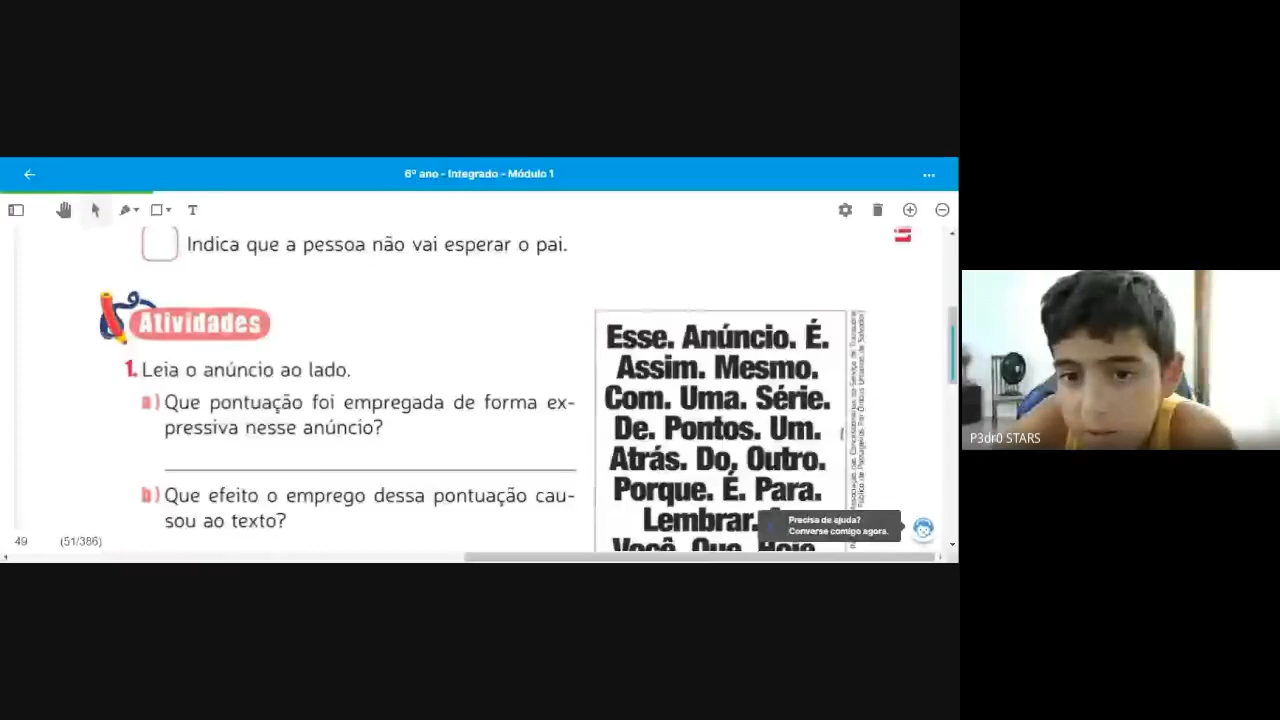 6º ano - Integrado - Módulo 1
T
Indica que a pessoa não vai esperar o pai.
Atividades
1. Leia o anúncio ao lado.
a) Que pontuação foi empregada de forma ex-
pressiva nesse anúncio?
b) Que efeito o emprego dessa pontuação cau-
sou ao texto?
Esse. Anúncio. É.
Assim. Mesmo.
Com. Uma. Série.
De. Pontos. Um.
Atrás. Do. Outro.
Porque. É. Para.
Lembrar.
Você. Que. Hoje.
Precisa de ajuda?
Converse comigo agora.
49 (51/386)
P3dr0 STARS